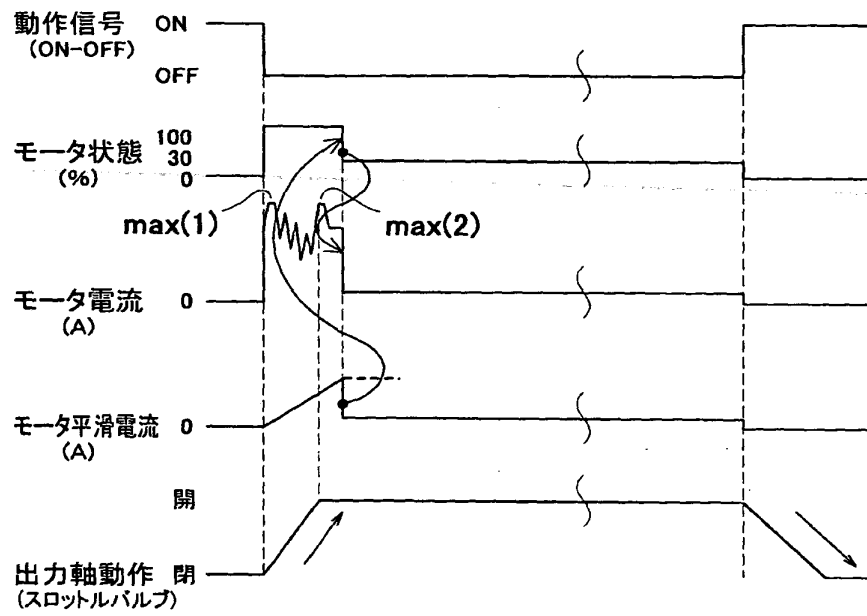 動作信号 ON
(ON-OFF)
OFF
モータ状態 100
30
(%) 0
max(1) max(2)
モータ電流 0
(A)
モータ平滑電流 0
(A)
開
出力軸動作 閉
(スロットルバルブ)